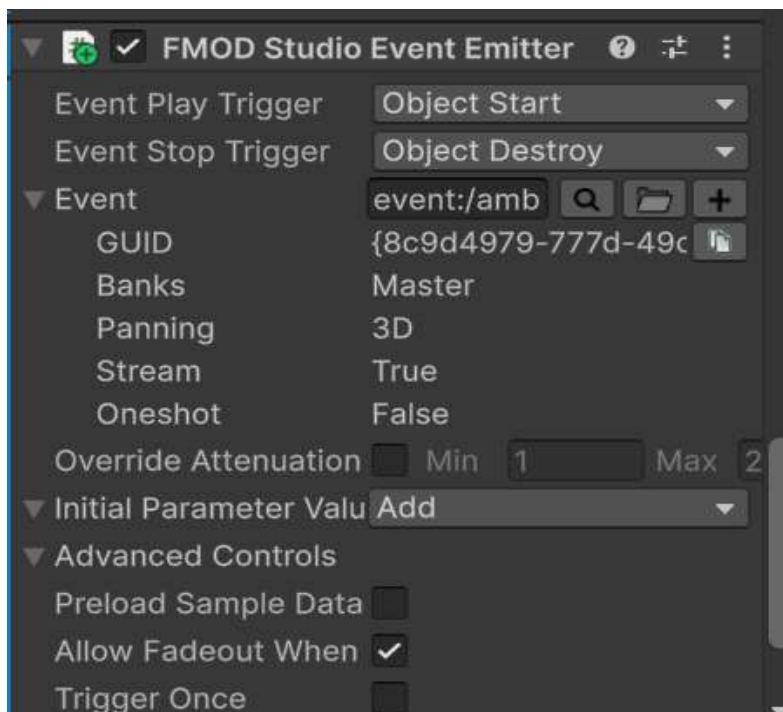 FMOD Studio Event Emitter
Event Play Trigger Object Start
Event Stop Trigger Object Destroy
Event event:/amb
GUID {8c9d4979-777d-49c
Banks Master
Panning 3D
Stream True
Oneshot False
Override Attenuation Min 1 Max 2
Initial Parameter Valu Add
Advanced Controls
Preload Sample Data
Allow Fadeout When
Trigger Once